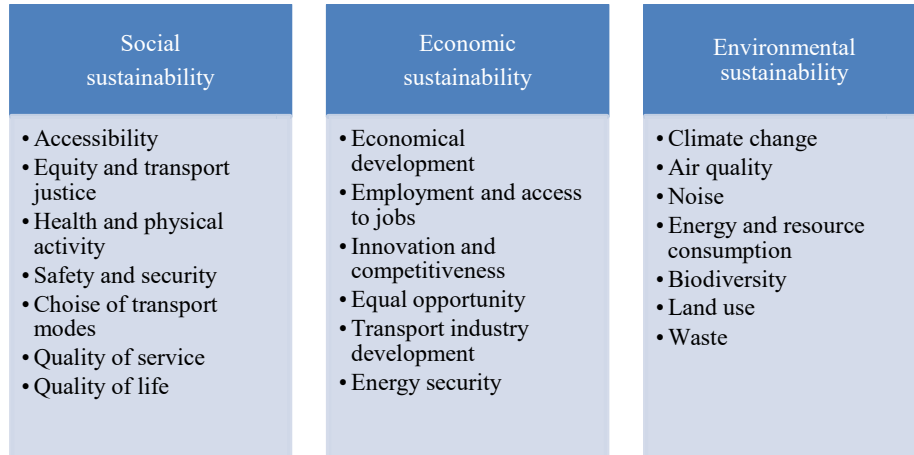 Social
sustainability
• Accessibility
• Equity and transport
justice
• Health and physical
activity
• Safety and security
• Choise of transport
modes
• Quality of service
• Quality of life
Economic
sustainability
• Economical
development
• Employment and access
to jobs
• Innovation and
competitiveness
• Equal opportunity
• Transport industry
development
• Energy security
Environmental
sustainability
• Climate change
• Air quality
• Noise
• Energy and resource
consumption
• Biodiversity
• Land use
• Waste